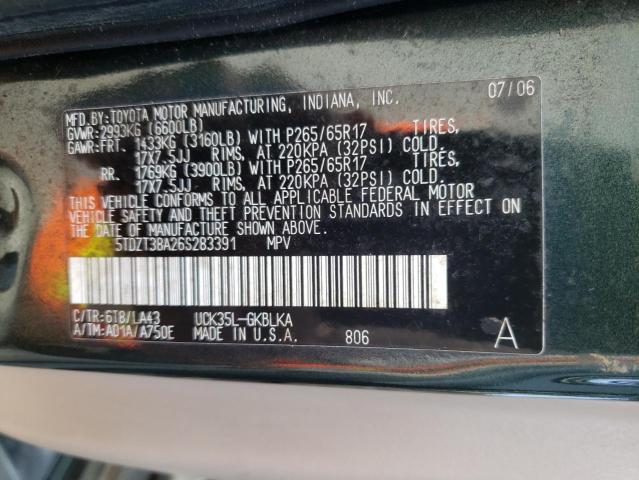 MFD.BY:TOYOTA MOTOR MANUFACTURING, INDIANA, INC. 07/06
GVWR:2993KG (6600LB)
GAWR:FRT. 1433KG (3160LB) WITH P265/65R17 TIRES,
17X7.5JJ RIMS, AT 220KPA (32PSI) COLD.
RR. 1769KG (3900LB) WITH P265/65R17 TIRES,
17X7.5JJ RIMS, AT 220KPA (32PSI) COLD.
THIS VEHICLE CONFORMS TO ALL APPLICABLE FEDERAL MOTOR
VEHICLE SAFETY AND THEFT PREVENTION STANDARDS IN EFFECT
ON THE DATE OF MANUFACTURE SHOWN ABOVE.
5TDZT38A26S283391 MPV
C/TR:6T8/LA43 UCK35L-GKBLKA
A/TM:A01A/A750E MADE IN U.S.A. 806 A